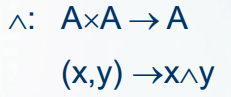 ∧: A×A → A
(x,y) → x∧y